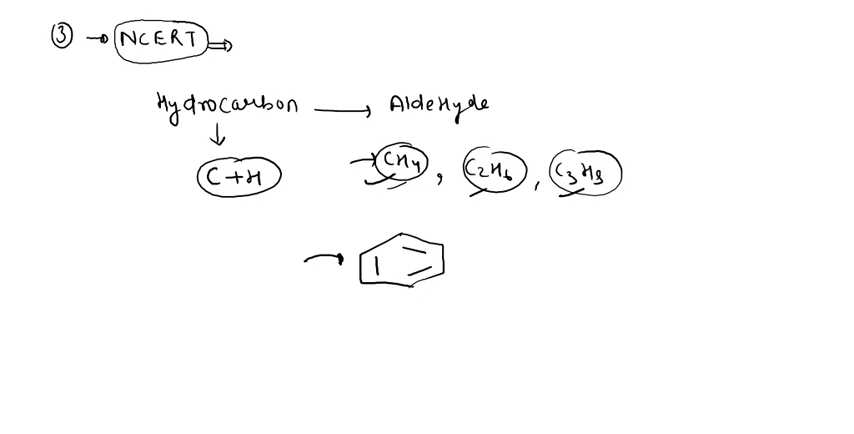 ③ → NCERT ⇒
Hydrocarbon → AldeHyde
↓
C+H → CH4, C2H6, C3H8